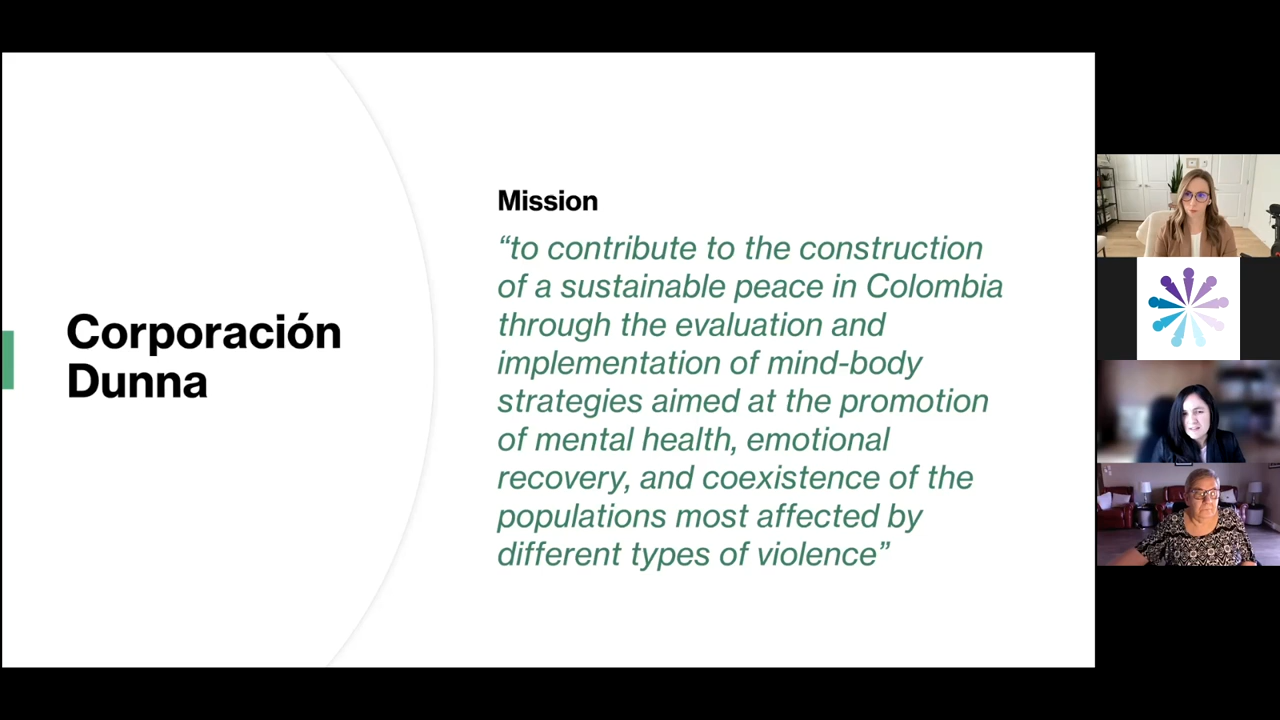 Corporación
Dunna
Mission
“to contribute to the construction
of a sustainable peace in Colombia
through the evaluation and
implementation of mind-body
strategies aimed at the promotion
of mental health, emotional
recovery, and coexistence of the
populations most affected by
different types of violence”